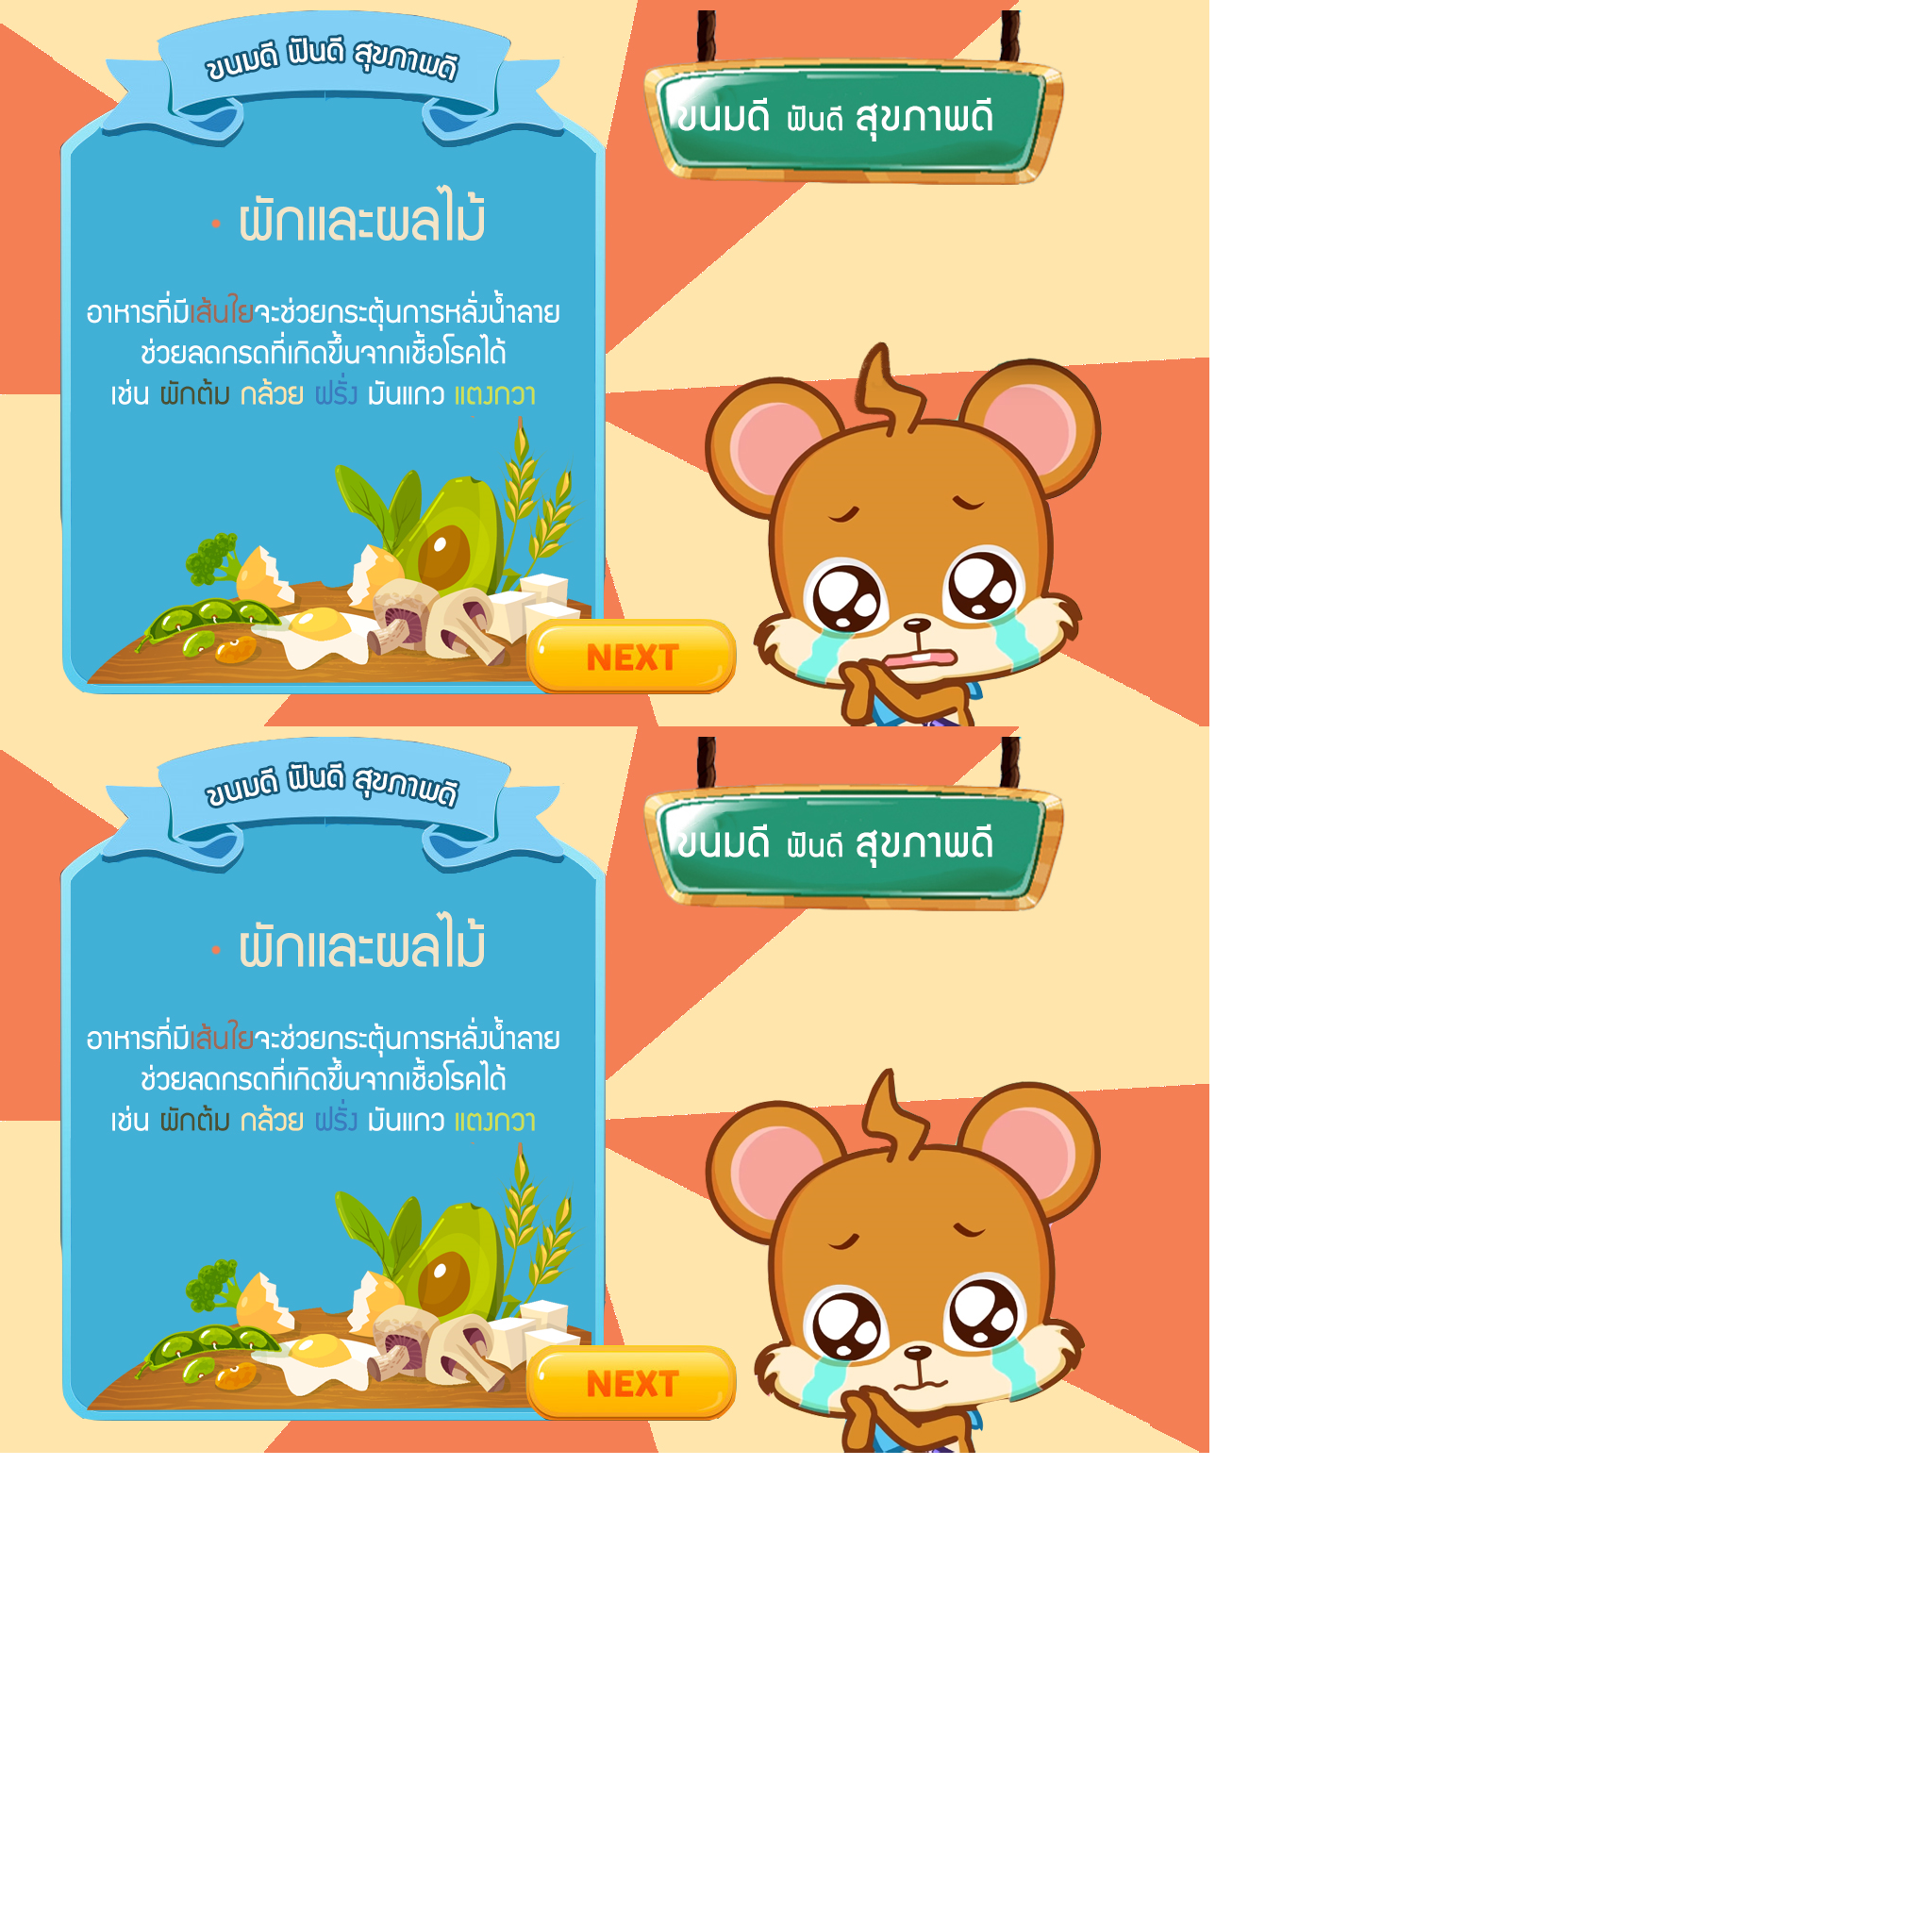 ขนมดี ฟันดี สุขภาพดี
ขนมดี ฟันดี สุขภาพดี
• ผักและผลไม้
อาหารที่มีเส้นใยจะช่วยกระตุ้นการหลั่งน้ำลาย
ช่วยลดกรดที่เกิดขึ้นจากเชื้อโรคได้
เช่น ผักต้ม กล้วย ฝรั่ง มันแกว แตงกวา
NEXT
ขนมดี ฟันดี สุขภาพดี
ขนมดี ฟันดี สุขภาพดี
• ผักและผลไม้
อาหารที่มีเส้นใยจะช่วยกระตุ้นการหลั่งน้ำลาย
ช่วยลดกรดที่เกิดขึ้นจากเชื้อโรคได้
เช่น ผักต้ม กล้วย ฝรั่ง มันแกว แตงกวา
NEXT